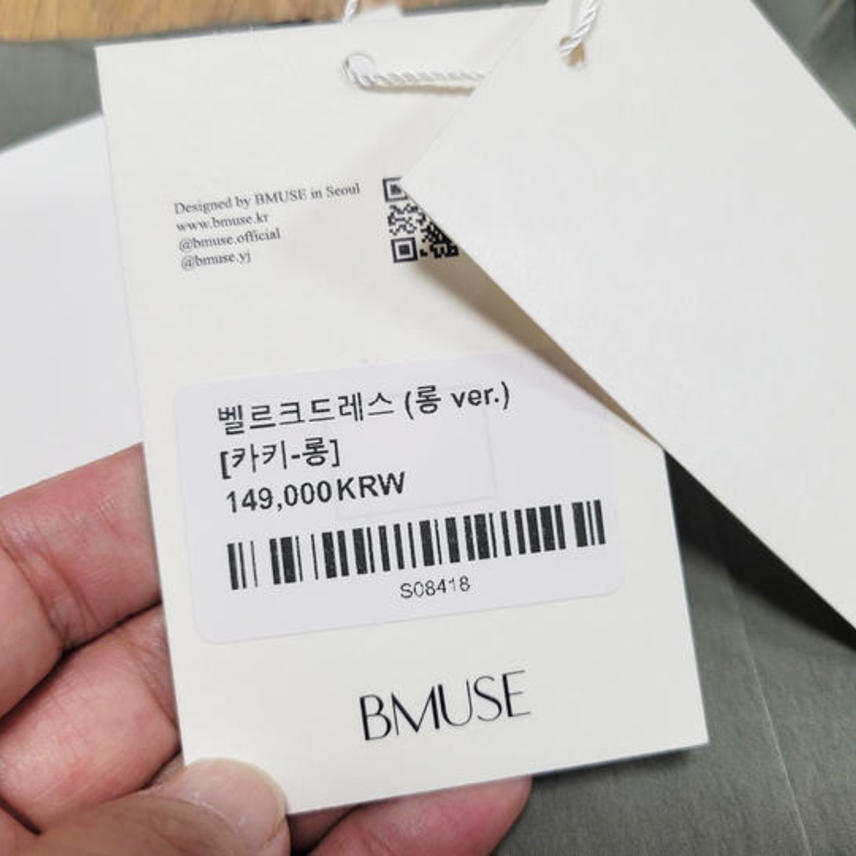 Designed by BMUSE in Seoul
www.bmuse.kr
@bmuse.official
@bmuse.yj
벨르크드레스 (롱 ver.)
[카키-롱]
149,000KRW
S08418
BMUSE